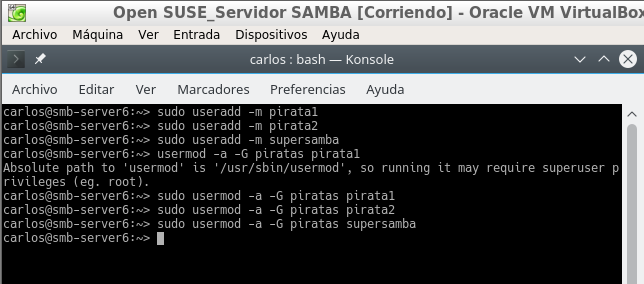 Open SUSE_Servidor SAMBA [Corriendo] - Oracle VM VirtualBox
Archivo Máquina Ver Entrada Dispositivos Ayuda
carlos : bash — Konsole
Archivo Editar Ver Marcadores Preferencias Ayuda
carlos@smb-server6:~> sudo useradd -m pirata1
carlos@smb-server6:~> sudo useradd -m pirata2
carlos@smb-server6:~> sudo useradd -m supersamba
carlos@smb-server6:~> usermod -a -G piratas pirata1
Absolute path to 'usermod' is '/usr/sbin/usermod', so running it may require superuser p
rivileges (eg. root).
carlos@smb-server6:~> sudo usermod -a -G piratas pirata1
carlos@smb-server6:~> sudo usermod -a -G piratas pirata2
carlos@smb-server6:~> sudo usermod -a -G piratas supersamba
carlos@smb-server6:~>